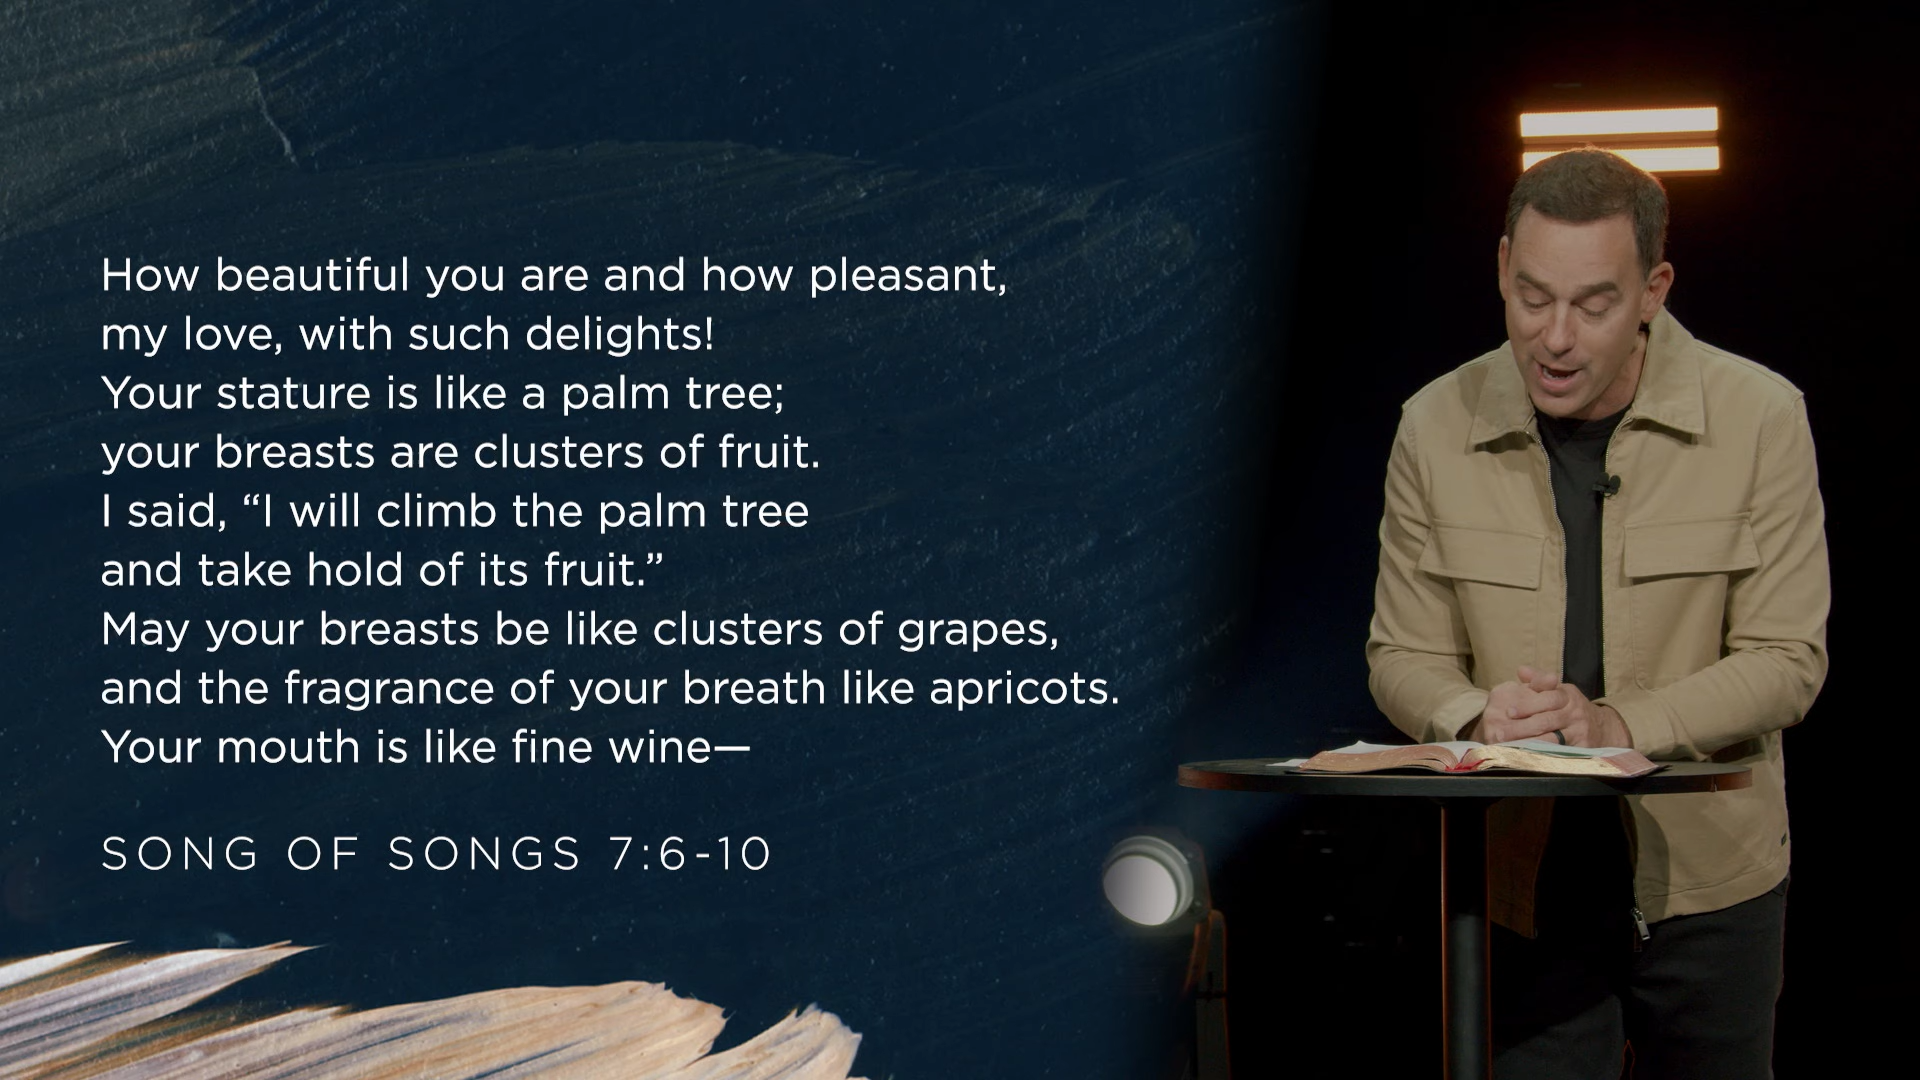 How beautiful you are and how pleasant,
my love, with such delights!
Your stature is like a palm tree;
your breasts are clusters of fruit.
I said, “I will climb the palm tree
and take hold of its fruit.”
May your breasts be like clusters of grapes,
and the fragrance of your breath like apricots.
Your mouth is like fine wine—
SONG OF SONGS 7:6-10